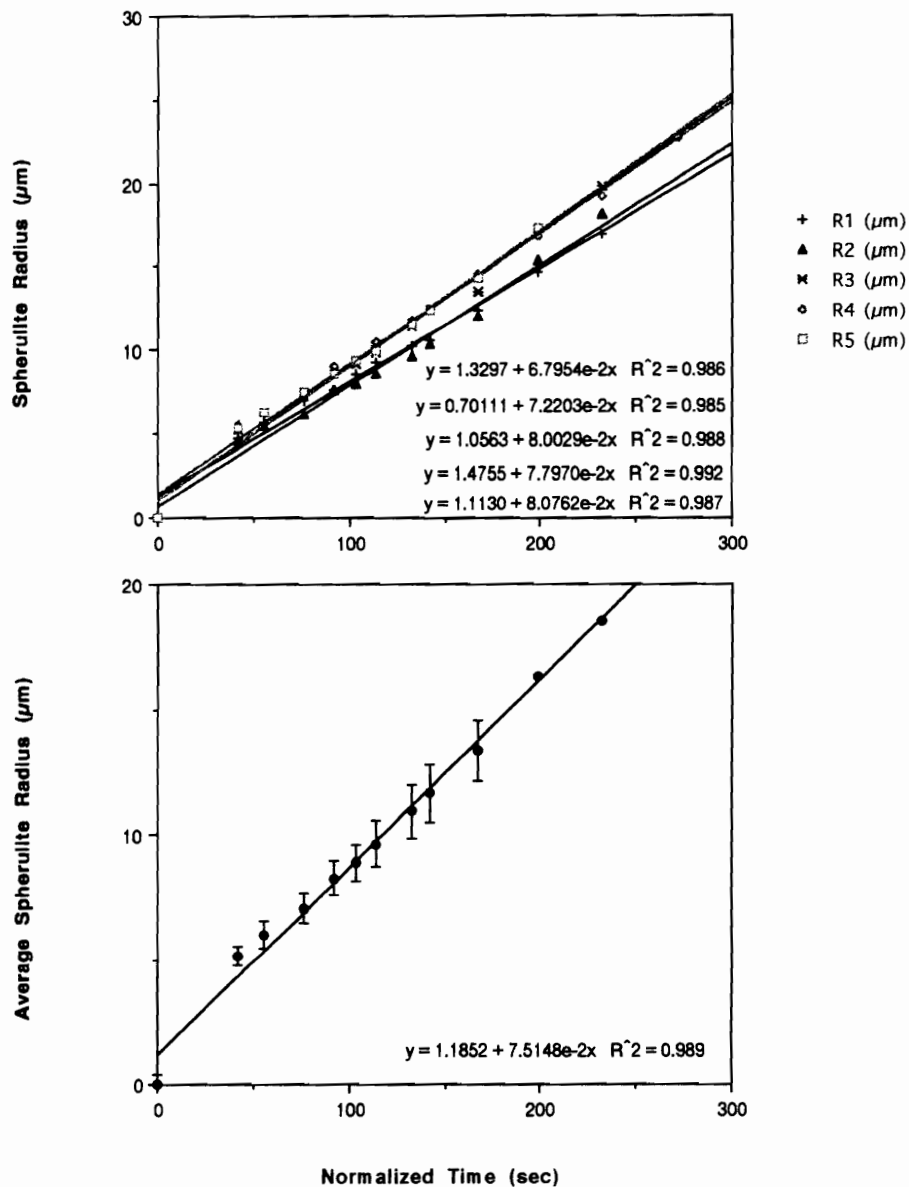 30
20
10
0
0
100
200
300
Spherulite Radius (µm)
R1 (µm)
R2 (µm)
R3 (µm)
R4 (µm)
R5 (µm)
y = 1.3297 + 6.7954e-2x R^2 = 0.986
y = 0.70111 + 7.2203e-2x R^2 = 0.985
y = 1.0563 + 8.0029e-2x R^2 = 0.988
y = 1.4755 + 7.7970e-2x R^2 = 0.992
y = 1.1130 + 8.0762e-2x R^2 = 0.987
20
10
0
0
100
200
300
Average Spherulite Radius (µm)
y = 1.1852 + 7.5148e-2x R^2 = 0.989
Normalized Time (sec)